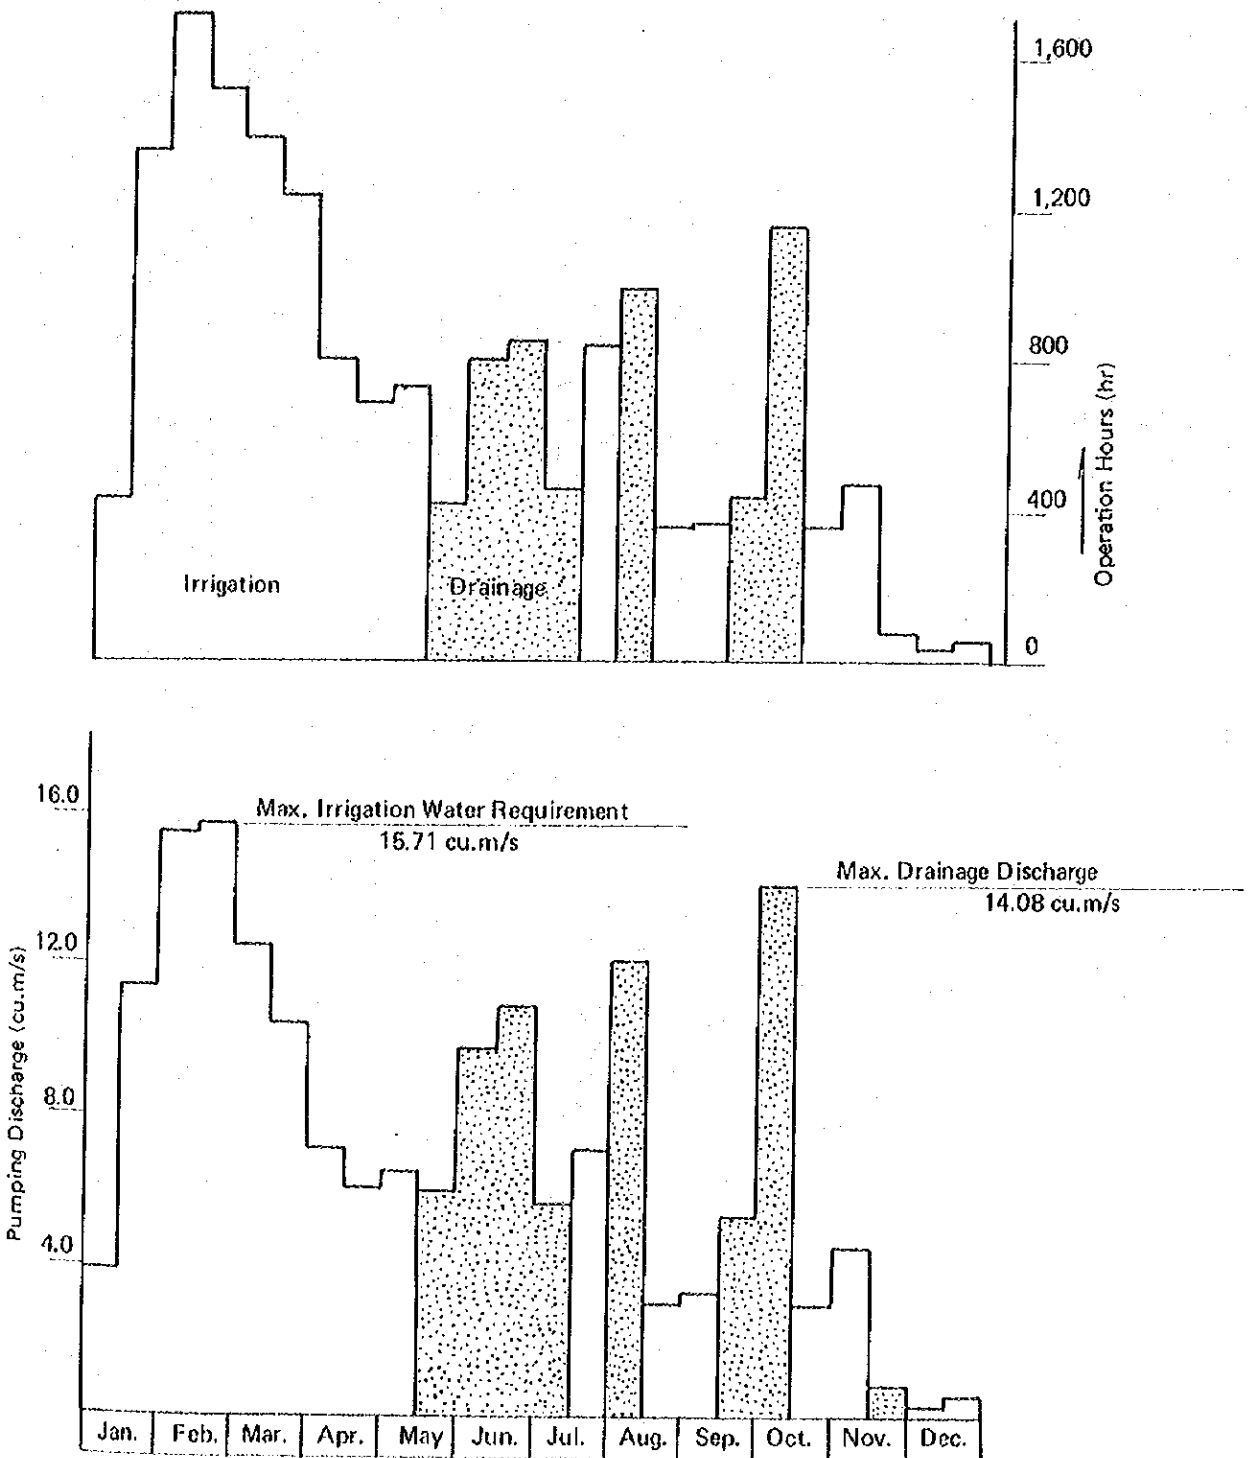 1,600
1,200
800
400
0
Operation Hours (hr)
Irrigation
Drainage
16.0
12.0
8.0
4.0
Pumping Discharge (cu.m/s)
Max. Irrigation Water Requirement
15.71 cu.m/s
Max. Drainage Discharge
14.08 cu.m/s
Jan. Feb. Mar. Apr. May Jun. Jul. Aug. Sep. Oct. Nov. Dec.